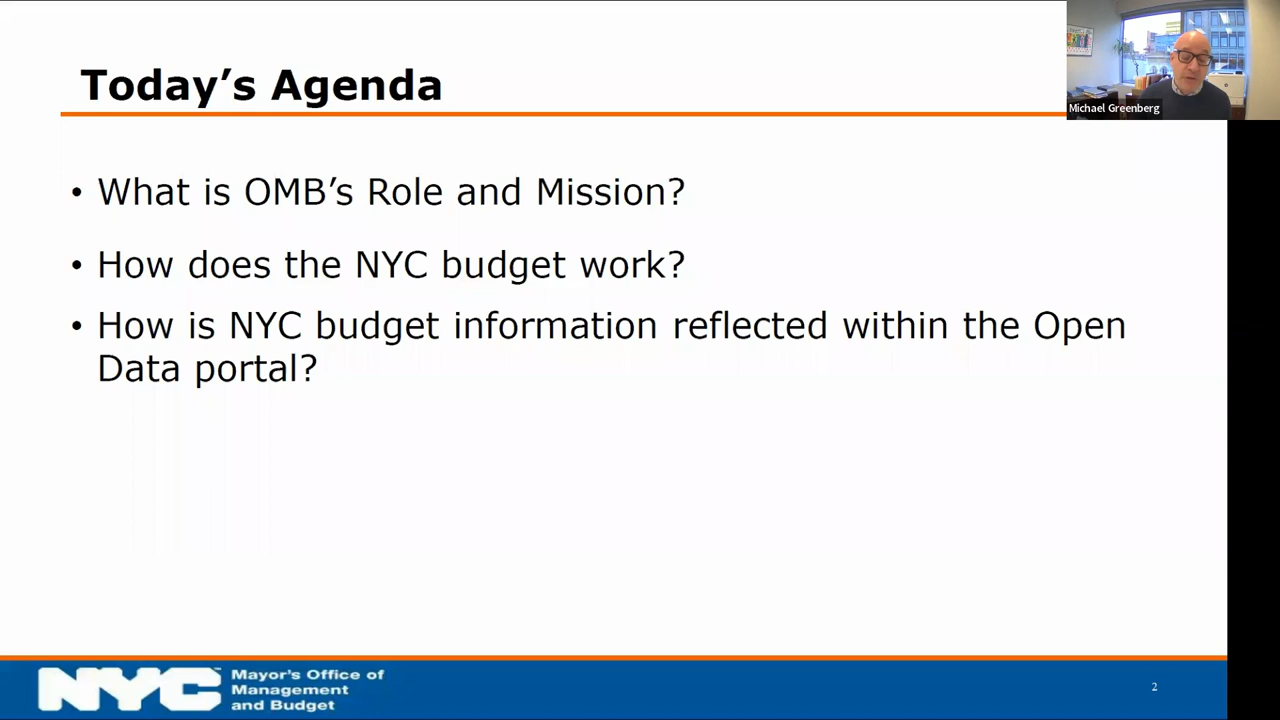 Today’s Agenda
Michael Greenberg
• What is OMB’s Role and Mission?
• How does the NYC budget work?
• How is NYC budget information reflected within the Open
Data portal?
NYC
Mayor's Office of
Management
and Budget
2